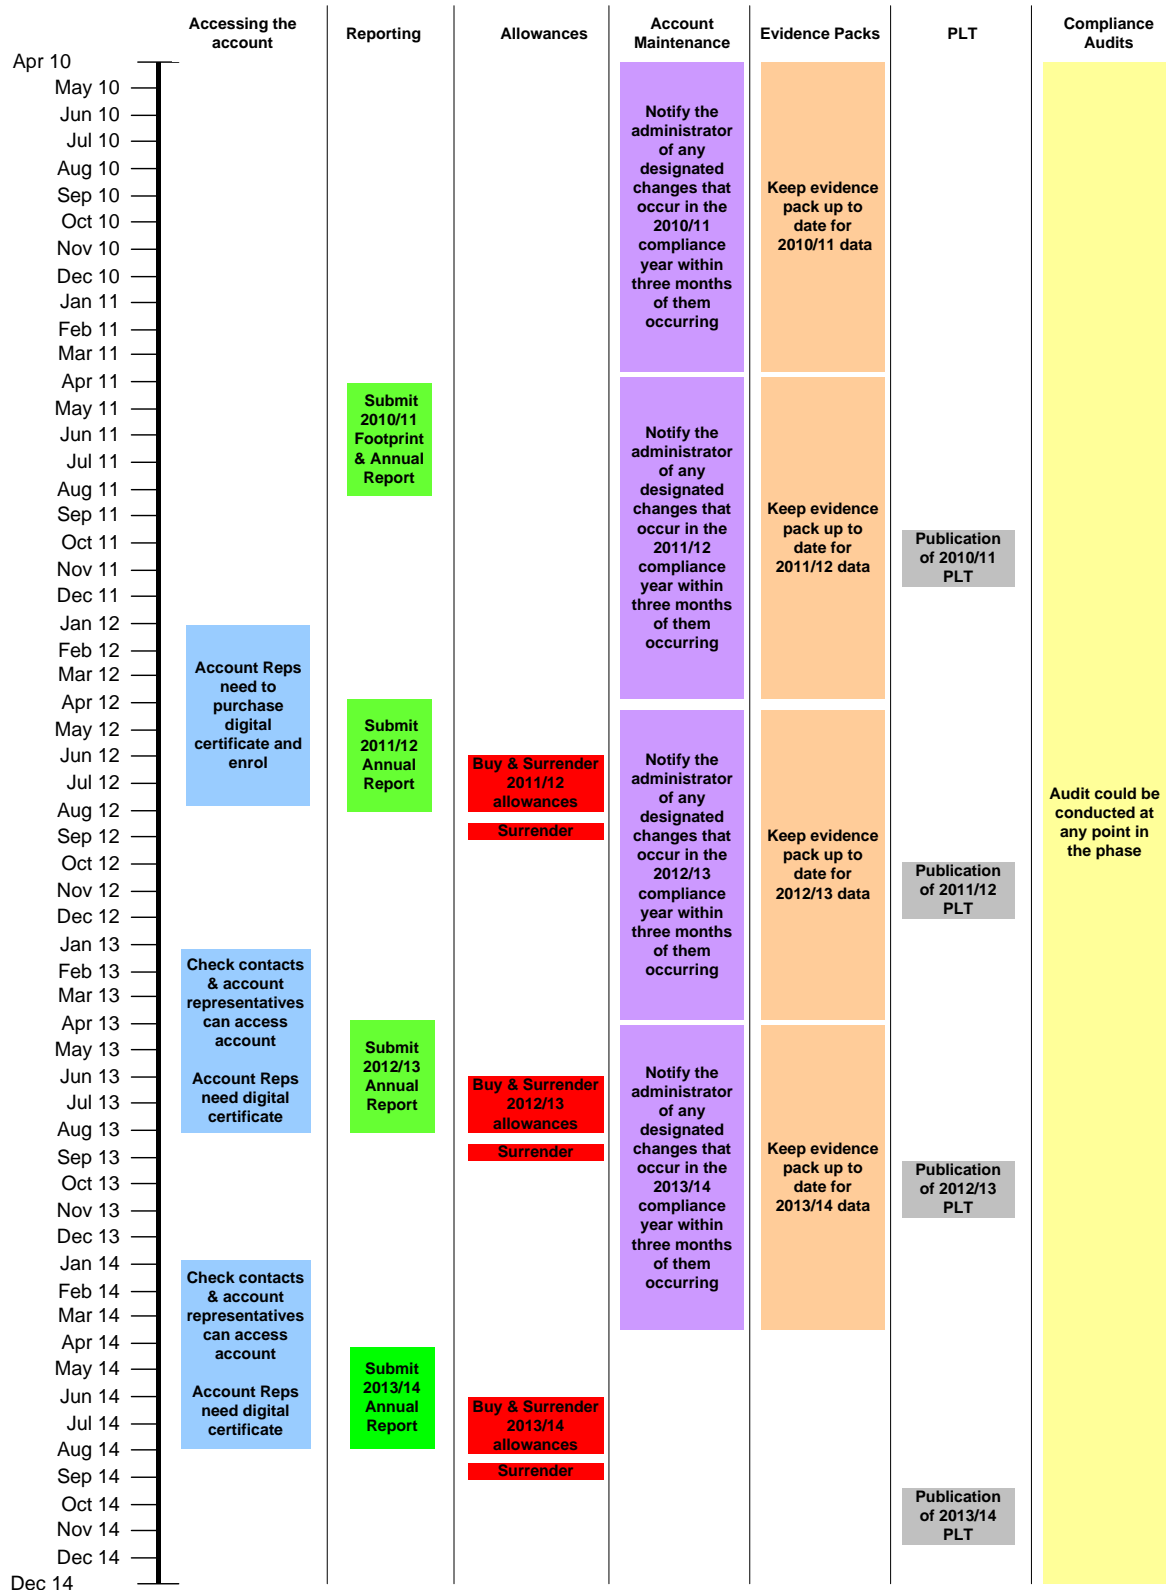 Accessing the
account
Reporting
Allowances
Account
Maintenance
Evidence Packs
PLT
Compliance
Audits
Apr 10
May 10
Jun 10
Jul 10
Aug 10
Sep 10
Oct 10
Nov 10
Dec 10
Jan 11
Feb 11
Mar 11
Apr 11
May 11
Jun 11
Jul 11
Aug 11
Sep 11
Oct 11
Nov 11
Dec 11
Jan 12
Feb 12
Mar 12
Apr 12
May 12
Jun 12
Jul 12
Aug 12
Sep 12
Oct 12
Nov 12
Dec 12
Jan 13
Feb 13
Mar 13
Apr 13
May 13
Jun 13
Jul 13
Aug 13
Sep 13
Oct 13
Nov 13
Dec 13
Jan 14
Feb 14
Mar 14
Apr 14
May 14
Jun 14
Jul 14
Aug 14
Sep 14
Oct 14
Nov 14
Dec 14
Dec 14
Account Reps
need to
purchase
digital
certificate and
enrol
Check contacts
& account
representatives
can access
account
Account Reps
need digital
certificate
Check contacts
& account
representatives
can access
account
Account Reps
need digital
certificate
Submit
2010/11
Footprint
& Annual
Report
Submit
2011/12
Annual
Report
Submit
2012/13
Annual
Report
Submit
2013/14
Annual
Report
Buy & Surrender
2011/12
allowances
Surrender
Buy & Surrender
2012/13
allowances
Surrender
Buy & Surrender
2013/14
allowances
Surrender
Notify the
administrator
of any
designated
changes that
occur in the
2010/11
compliance
year within
three months
of them
occurring
Notify the
administrator
of any
designated
changes that
occur in the
2011/12
compliance
year within
three months
of them
occurring
Notify the
administrator
of any
designated
changes that
occur in the
2012/13
compliance
year within
three months
of them
occurring
Notify the
administrator
of any
designated
changes that
occur in the
2013/14
compliance
year within
three months
of them
occurring
Keep evidence
pack up to
date for
2010/11 data
Keep evidence
pack up to
date for
2011/12 data
Keep evidence
pack up to
date for
2012/13 data
Keep evidence
pack up to
date for
2013/14 data
Publication
of 2010/11
PLT
Publication
of 2011/12
PLT
Publication
of 2012/13
PLT
Publication
of 2013/14
PLT
Audit could be
conducted at
any point in
the phase